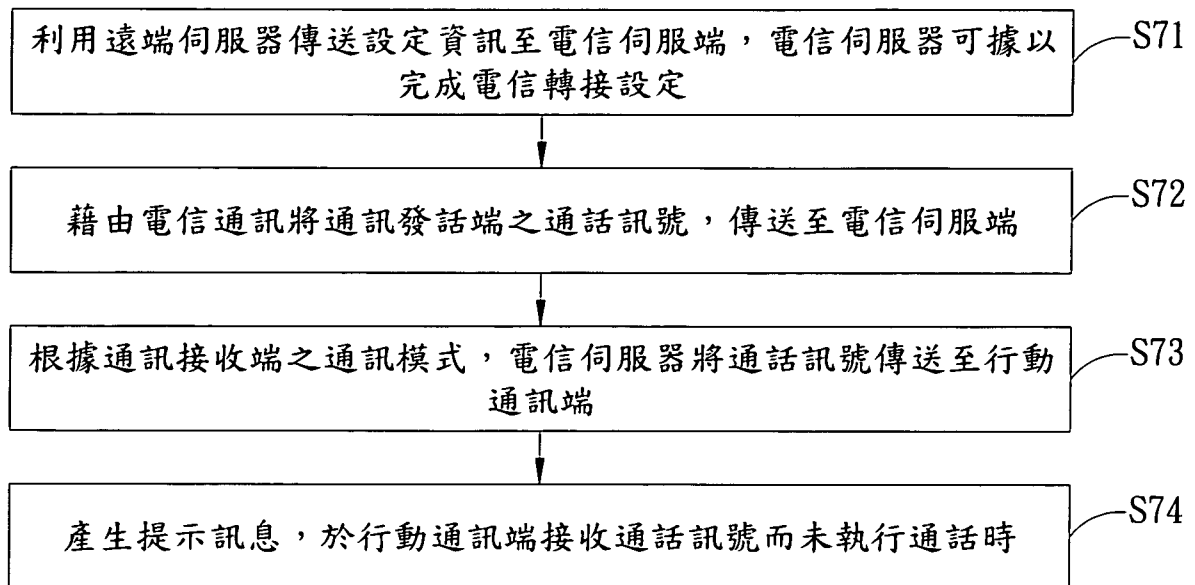 利用遠端伺服器傳送設定資訊至電信伺服端，電信伺服器可據以
完成電信轉接設定
S71
藉由電信通訊將通訊發話端之通話訊號，傳送至電信伺服端
S72
根據通訊接收端之通訊模式，電信伺服器將通話訊號傳送至行動
通訊端
S73
產生提示訊息，於行動通訊端接收通話訊號而未執行通話時
S74